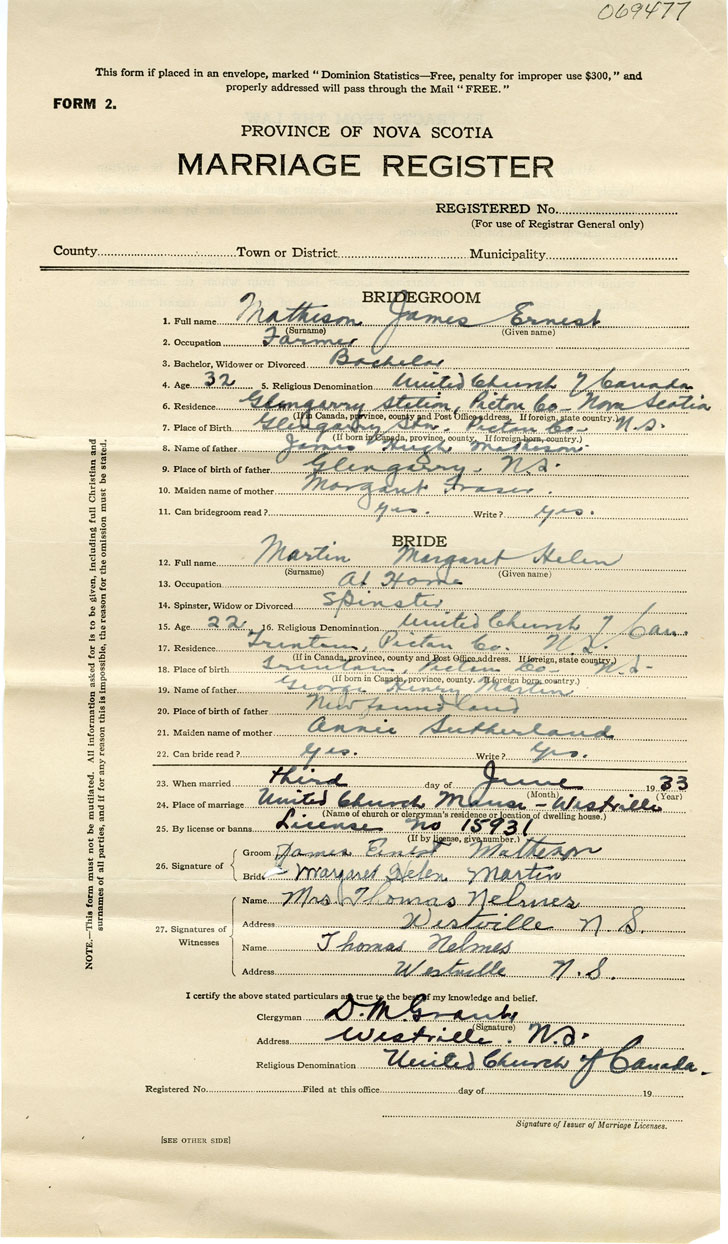 069477
This form if placed in an envelope, marked "Dominion Statistics—Free, penalty for improper use $300," and
properly addressed will pass through the Mail "FREE."
FORM 2.
PROVINCE OF NOVA SCOTIA
MARRIAGE REGISTER
REGISTERED No.
(For use of Registrar General only)
County Town or District Municipality
BRIDEGROOM
1. Full name Matheson James Ernest
(Surname) (Given name)
2. Occupation Farmer
3. Bachelor, Widower or Divorced Bachelor
4. Age 32 5. Religious Denomination United Church of Canada
6. Residence Glengarry Station, Pictou Co- Nova Scotia
(If in Canada, province, county and Post Office address. If foreign, state country.)
7. Place of Birth Glengarry Stn. Pictou Co- N.S.
(If born in Canada, province, county. If foreign born, country.)
8. Name of father James Hugh Matheson
9. Place of birth of father Glengarry. N.S.
10. Maiden name of mother Margaret Fraser.
11. Can bridegroom read? yes. Write? yes.
BRIDE
12. Full name Martin Margaret Helen
(Surname) (Given name)
13. Occupation At Home
14. Spinster, Widow or Divorced Spinster
15. Age 22 16. Religious Denomination United Church of Can.
17. Residence Trenton, Pictou Co. N.S.
(If in Canada, province, county and Post Office address. If foreign, state country.)
18. Place of birth Trenton, Pictou Co- N.S-
(If born in Canada, province, county. If foreign born, country.)
19. Name of father George Henry Martin
20. Place of birth of father Newfoundland
21. Maiden name of mother Annie Sutherland
22. Can bride read? Yes. Write? Yes.
23. When married third day of June 1933
(Month) (Year)
24. Place of marriage United Church Manse - Westville
(Name of church or clergyman's residence or location of dwelling house.)
25. By license or banns License no 15931
(If by license, give number.)
26. Signature of Groom James Ernest Matheson
Bride Margaret Helen Martin
27. Signatures of Witnesses Name Mrs. Thomas Nelmes
Address Westville N.S.
Name Thomas Nelmes
Address Westville N.S.
I certify the above stated particulars are true to the best of my knowledge and belief.
Clergyman D. M. Grant
(Signature)
Address Westville. N.S.
Religious Denomination United Church of Canada.
Registered No. Filed at this office day of 19
Signature of Issuer of Marriage Licenses.
[SEE OTHER SIDE]
NOTE.—This form must not be mutilated. All information asked for is to be given, including full Christian and
surnames of all parties, and if for any reason this is impossible, the reason for the omission must be stated.